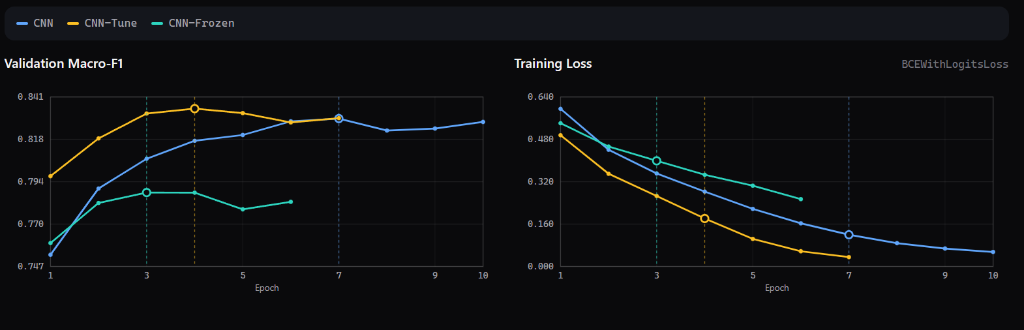 CNN CNN-Tune CNN-Frozen
Validation Macro-F1
0.841
0.818
0.794
0.770
0.747
1 3 5 7 9 10
Epoch
Training Loss BCEWithLogitsLoss
0.640
0.480
0.320
0.160
0.000
1 3 5 7 9 10
Epoch